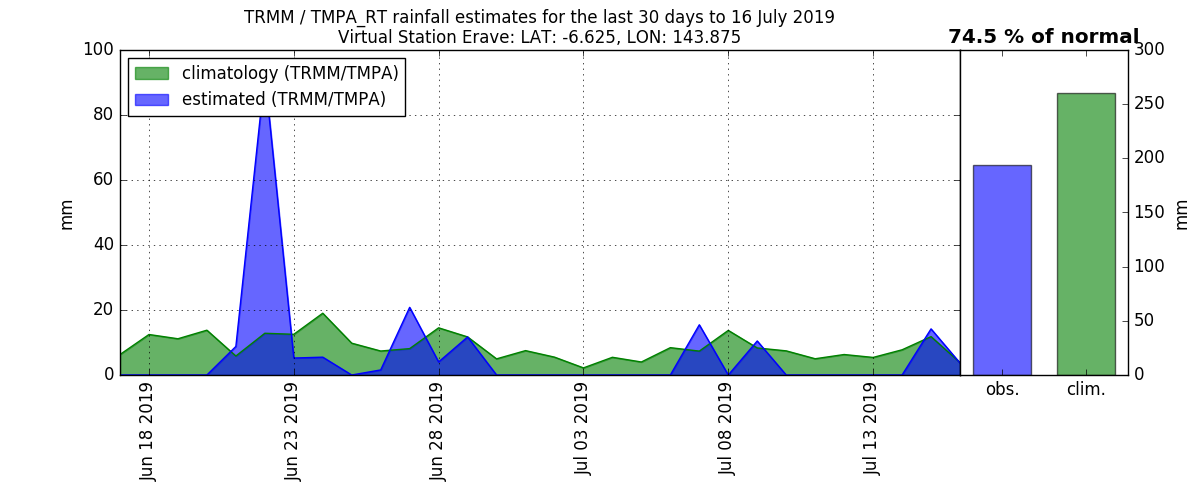 TRMM / TMPA_RT rainfall estimates for the last 30 days to 16 July 2019
Virtual Station Erave: LAT: -6.625, LON: 143.875
74.5 % of normal
climatology (TRMM/TMPA)
estimated (TRMM/TMPA)
100
80
60
40
20
0
mm
Jun 18 2019
Jun 23 2019
Jun 28 2019
Jul 03 2019
Jul 08 2019
Jul 13 2019
obs.
clim.
300
250
200
150
100
50
0
mm